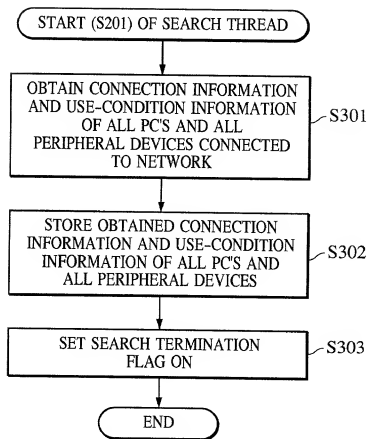 START (S201) OF SEARCH THREAD
OBTAIN CONNECTION INFORMATION
AND USE-CONDITION INFORMATION
OF ALL PC'S AND ALL
PERIPHERAL DEVICES CONNECTED
TO NETWORK
S301
STORE OBTAINED CONNECTION
INFORMATION AND USE-CONDITION
INFORMATION OF ALL PC'S AND
ALL PERIPHERAL DEVICES
S302
SET SEARCH TERMINATION
FLAG ON
S303
END